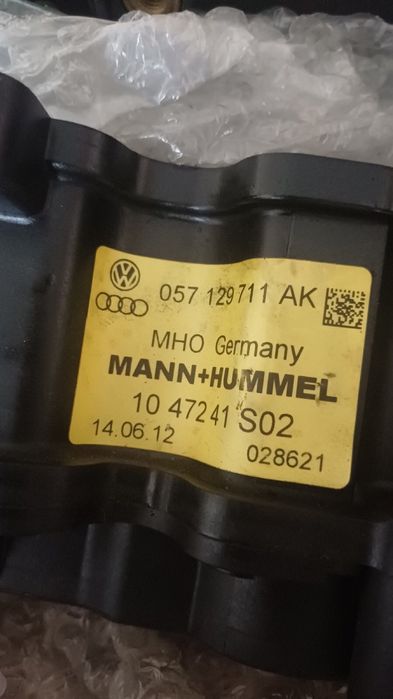 057 129 711 AK
MHO Germany
MANN+HUMMEL
10 47241 S02
14.06.12
028621